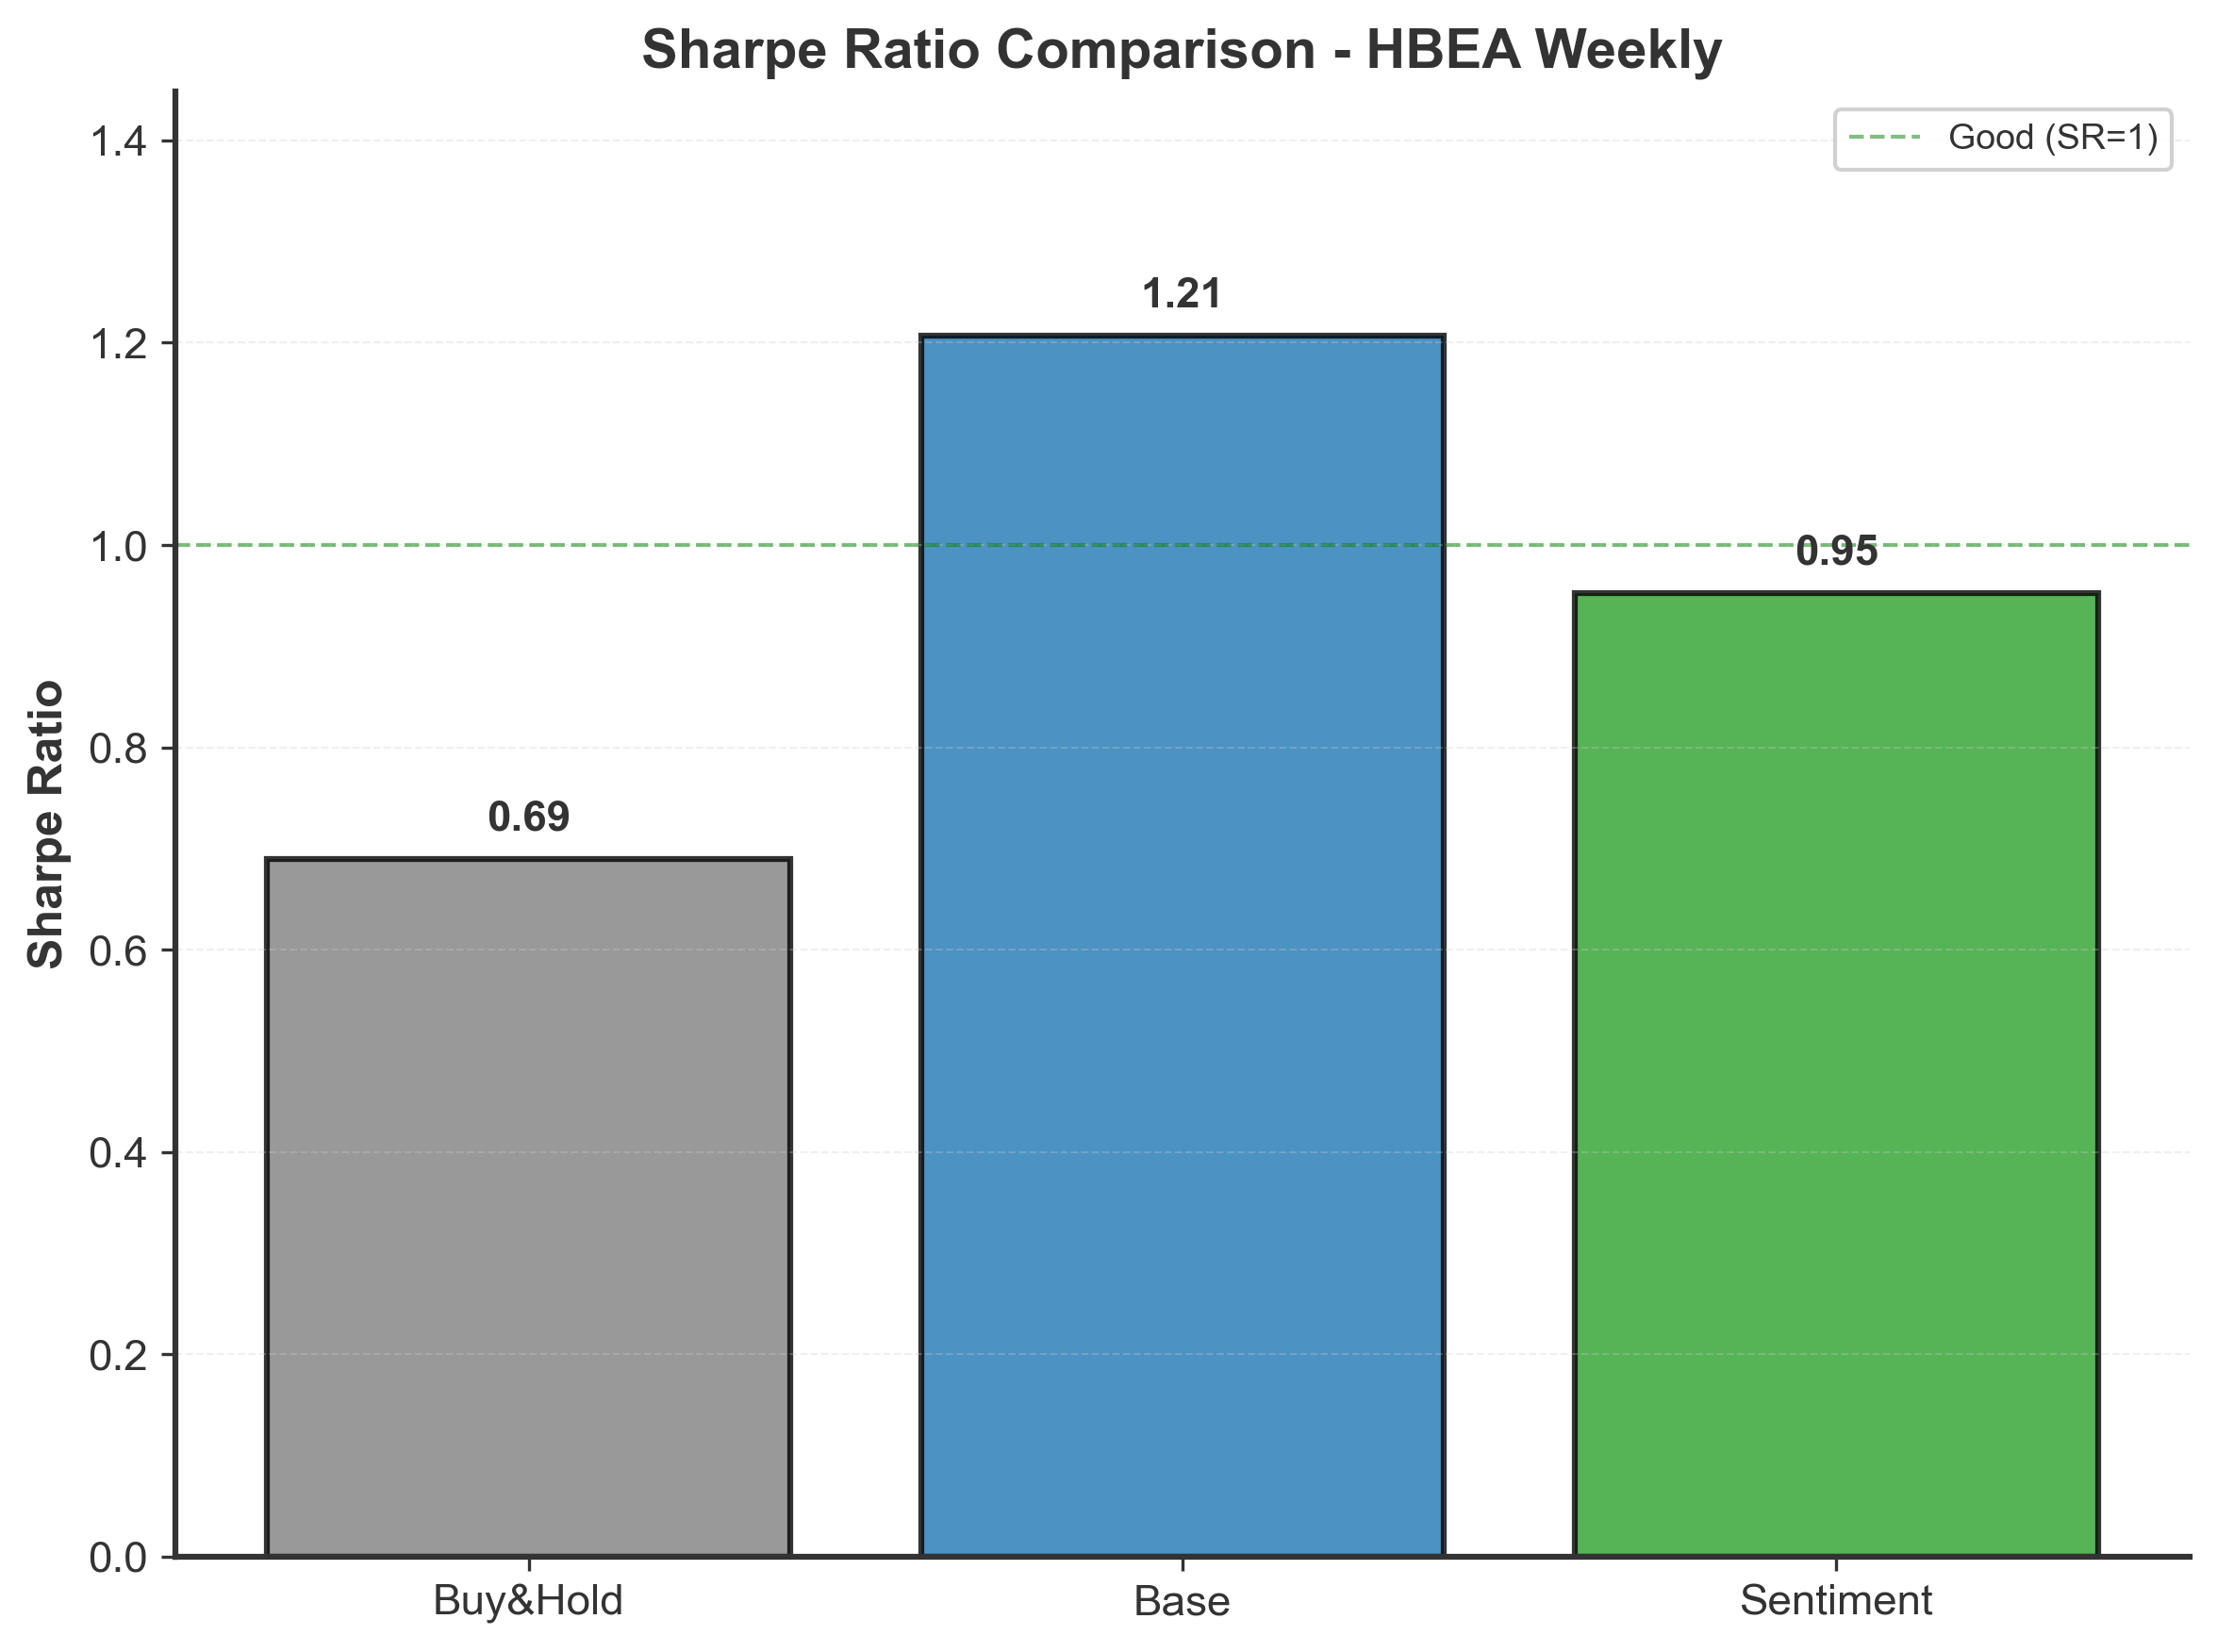 Sharpe Ratio Comparison - HBEA Weekly
Good (SR=1)
Sharpe Ratio
1.4
1.2
1.0
0.8
0.6
0.4
0.2
0.0
0.69
1.21
0.95
Buy&Hold
Base
Sentiment